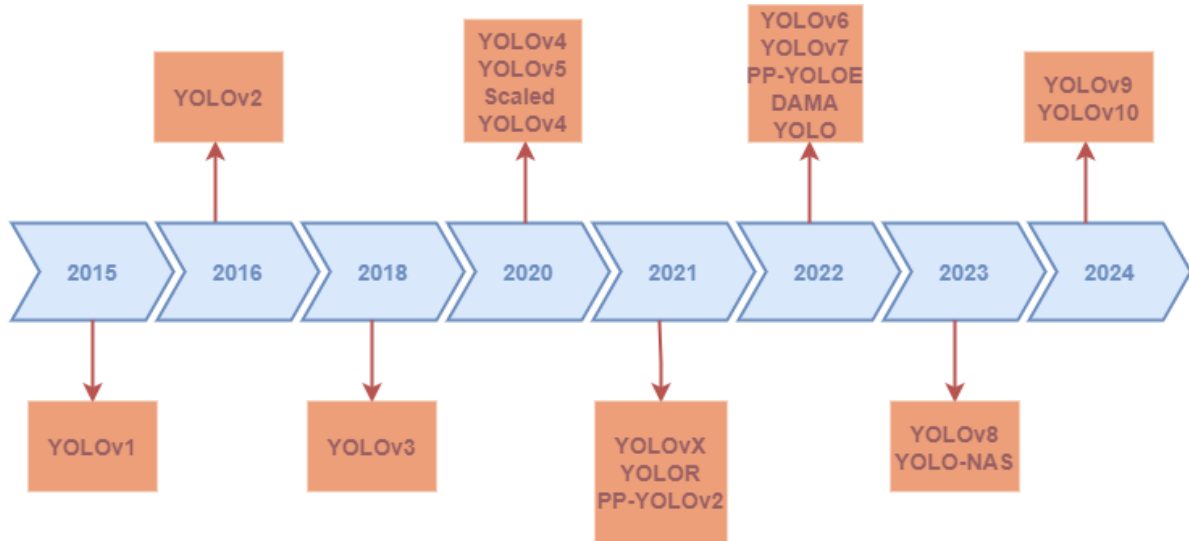 YOLOv2
YOLOv4
YOLOv5
Scaled
YOLOv4
YOLOv6
YOLOv7
PP-YOLOE
DAMA
YOLO
YOLOv9
YOLOv10
2015
2016
2018
2020
2021
2022
2023
2024
YOLOv1
YOLOv3
YOLOvX
YOLOR
PP-YOLOv2
YOLOv8
YOLO-NAS